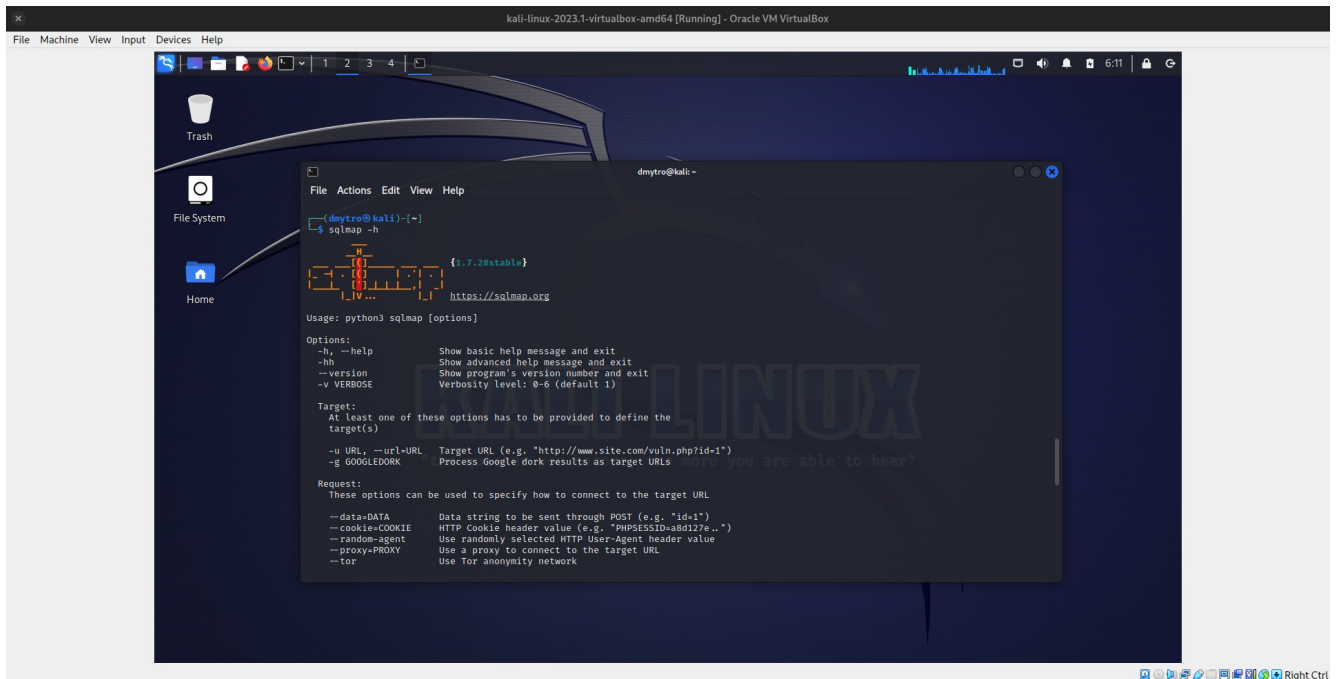 kali-linux-2023.1-virtualbox-amd64 [Running] - Oracle VM VirtualBox
File Machine View Input Devices Help
1 2 3 4
6:11
Trash
File System
Home
dmytro@kali: ~
File Actions Edit View Help
(dmytro㉿kali)-[~]
$ sqlmap -h
{1.7.2#stable}
https://sqlmap.org
Usage: python3 sqlmap [options]
Options:
-h, --help Show basic help message and exit
-hh Show advanced help message and exit
--version Show program's version number and exit
-v VERBOSE Verbosity level: 0-6 (default 1)
Target:
At least one of these options has to be provided to define the
target(s)
-u URL, --url=URL Target URL (e.g. "http://www.site.com/vuln.php?id=1")
-g GOOGLEDORK Process Google dork results as target URLs
Request:
These options can be used to specify how to connect to the target URL
--data=DATA Data string to be sent through POST (e.g. "id=1")
--cookie=COOKIE HTTP Cookie header value (e.g. "PHPSESSID=a8d127e..")
--random-agent Use randomly selected HTTP User-Agent header value
--proxy=PROXY Use a proxy to connect to the target URL
--tor Use Tor anonymity network
KALI LINUX
more you are able to hear"
Right Ctrl